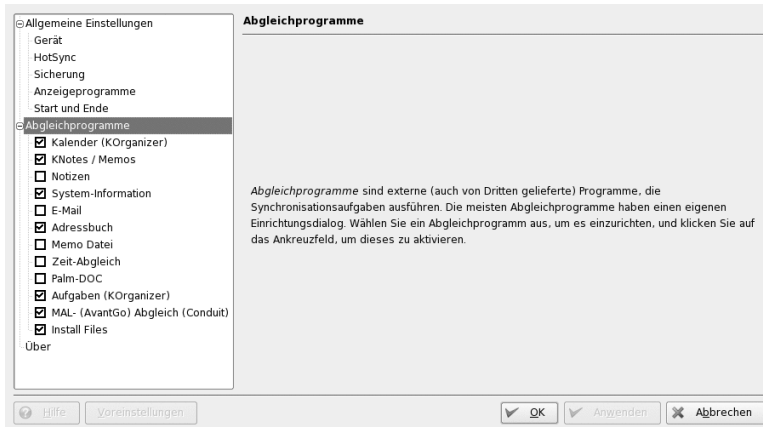 Allgemeine Einstellungen
Gerät
HotSync
Sicherung
Anzeigeprogramme
Start und Ende
Abgleichprogramme
Kalender (KOrganizer)
KNotes / Memos
Notizen
System-Information
E-Mail
Adressbuch
Memo Datei
Zeit-Abgleich
Palm-DOC
Aufgaben (KOrganizer)
MAL- (AvantGo) Abgleich (Conduit)
Install Files
Über
Abgleichprogramme
Abgleichprogramme sind externe (auch von Dritten gelieferte) Programme, die
Synchronisationsaufgaben ausführen. Die meisten Abgleichprogramme haben einen eigenen
Einrichtungsdialog. Wählen Sie ein Abgleichprogramm aus, um es einzurichten, und klicken Sie auf
das Ankreuzfeld, um dieses zu aktivieren.
Hilfe
Voreinstellungen
OK
Anwenden
Abbrechen